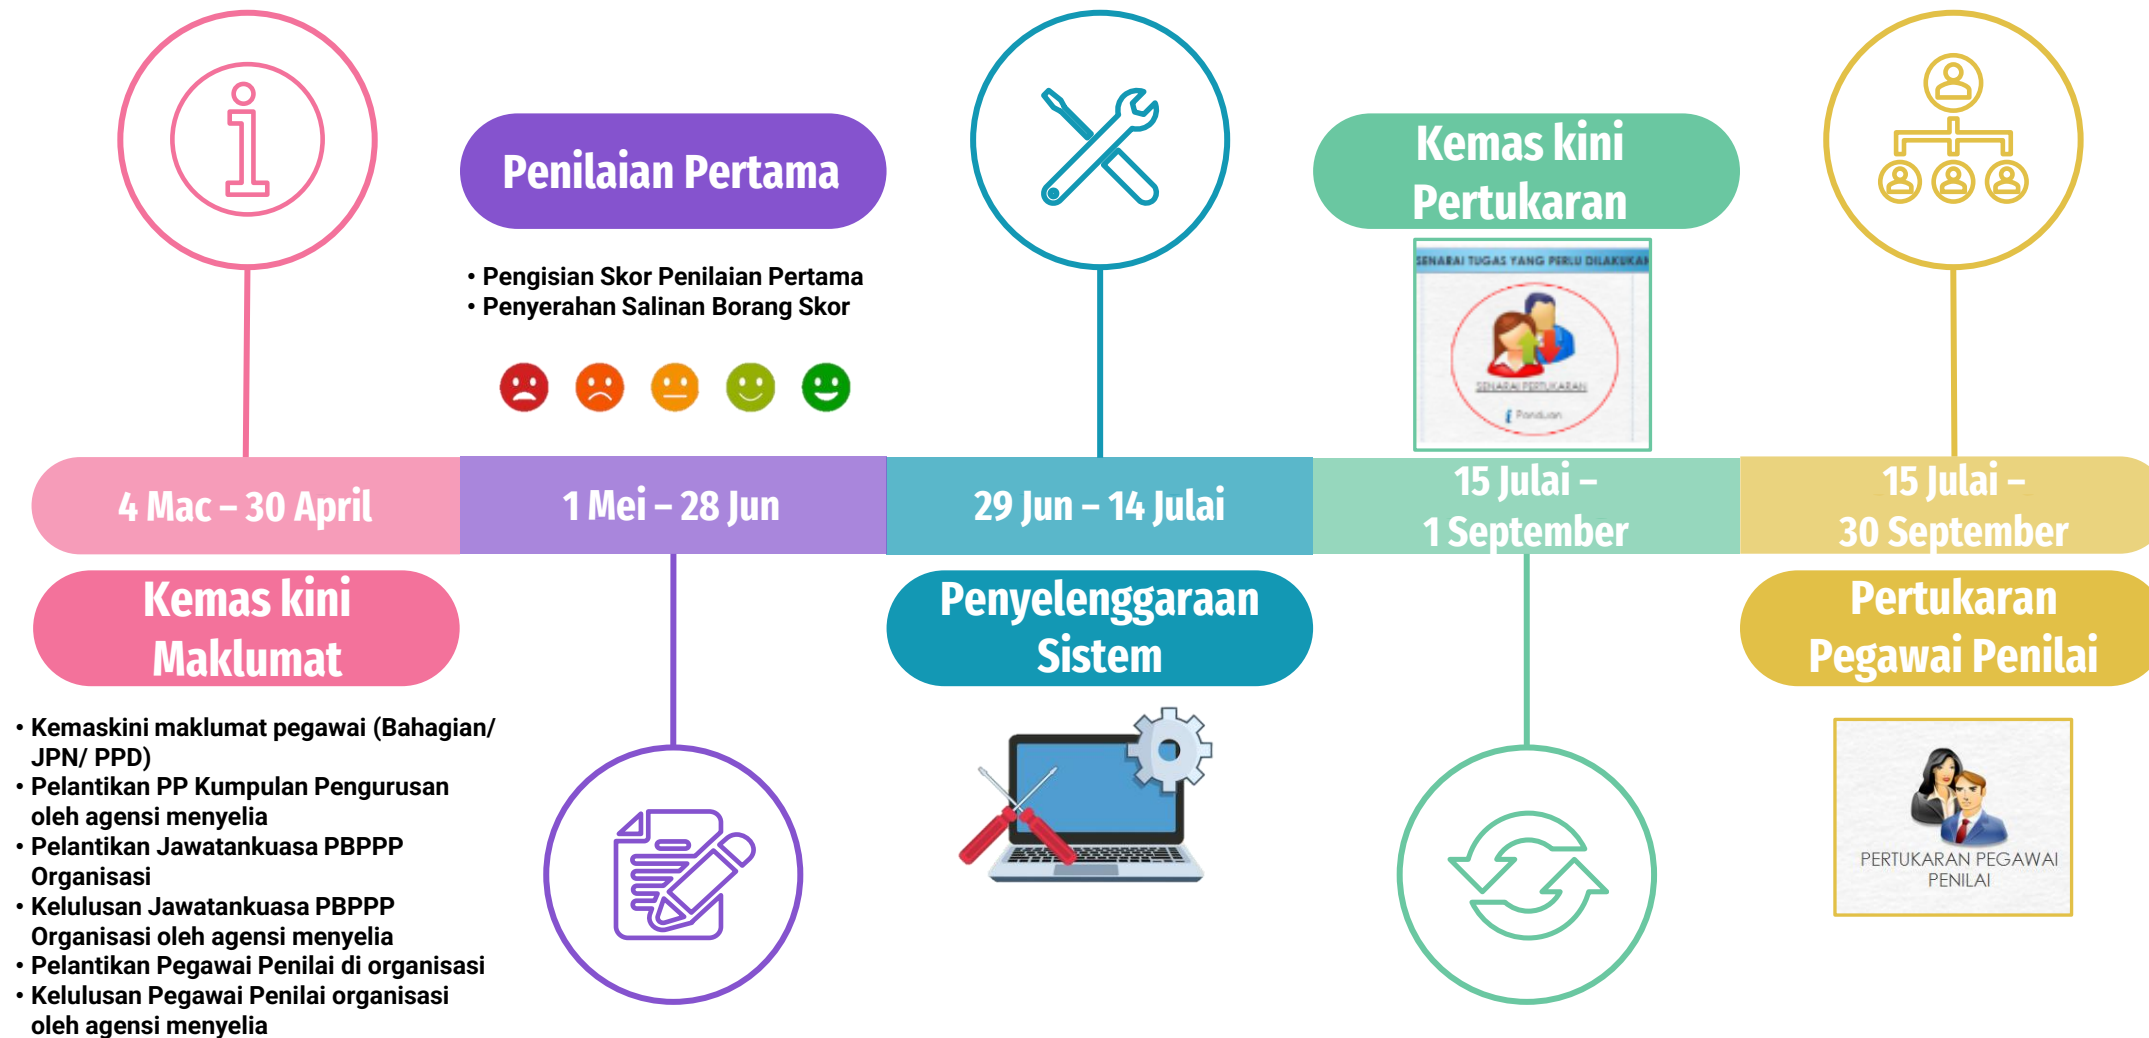 Penilaian Pertama
• Pengisian Skor Penilaian Pertama
• Penyerahan Salinan Borang Skor
Kemas kini
Pertukaran
SENARAI TUGAS YANG PERLU DILAKUKAN
SENARAI PERTUKARAN
Panduan
4 Mac – 30 April
1 Mei – 28 Jun
29 Jun – 14 Julai
15 Julai –
1 September
15 Julai –
30 September
Kemas kini
Maklumat
• Kemaskini maklumat pegawai (Bahagian/
JPN/ PPD)
• Pelantikan PP Kumpulan Pengurusan
oleh agensi menyelia
• Pelantikan Jawatankuasa PBPPP
Organisasi
• Kelulusan Jawatankuasa PBPPP
Organisasi oleh agensi menyelia
• Pelantikan Pegawai Penilai di organisasi
• Kelulusan Pegawai Penilai organisasi
oleh agensi menyelia
Penyelenggaraan
Sistem
Pertukaran
Pegawai Penilai
PERTUKARAN PEGAWAI
PENILAI